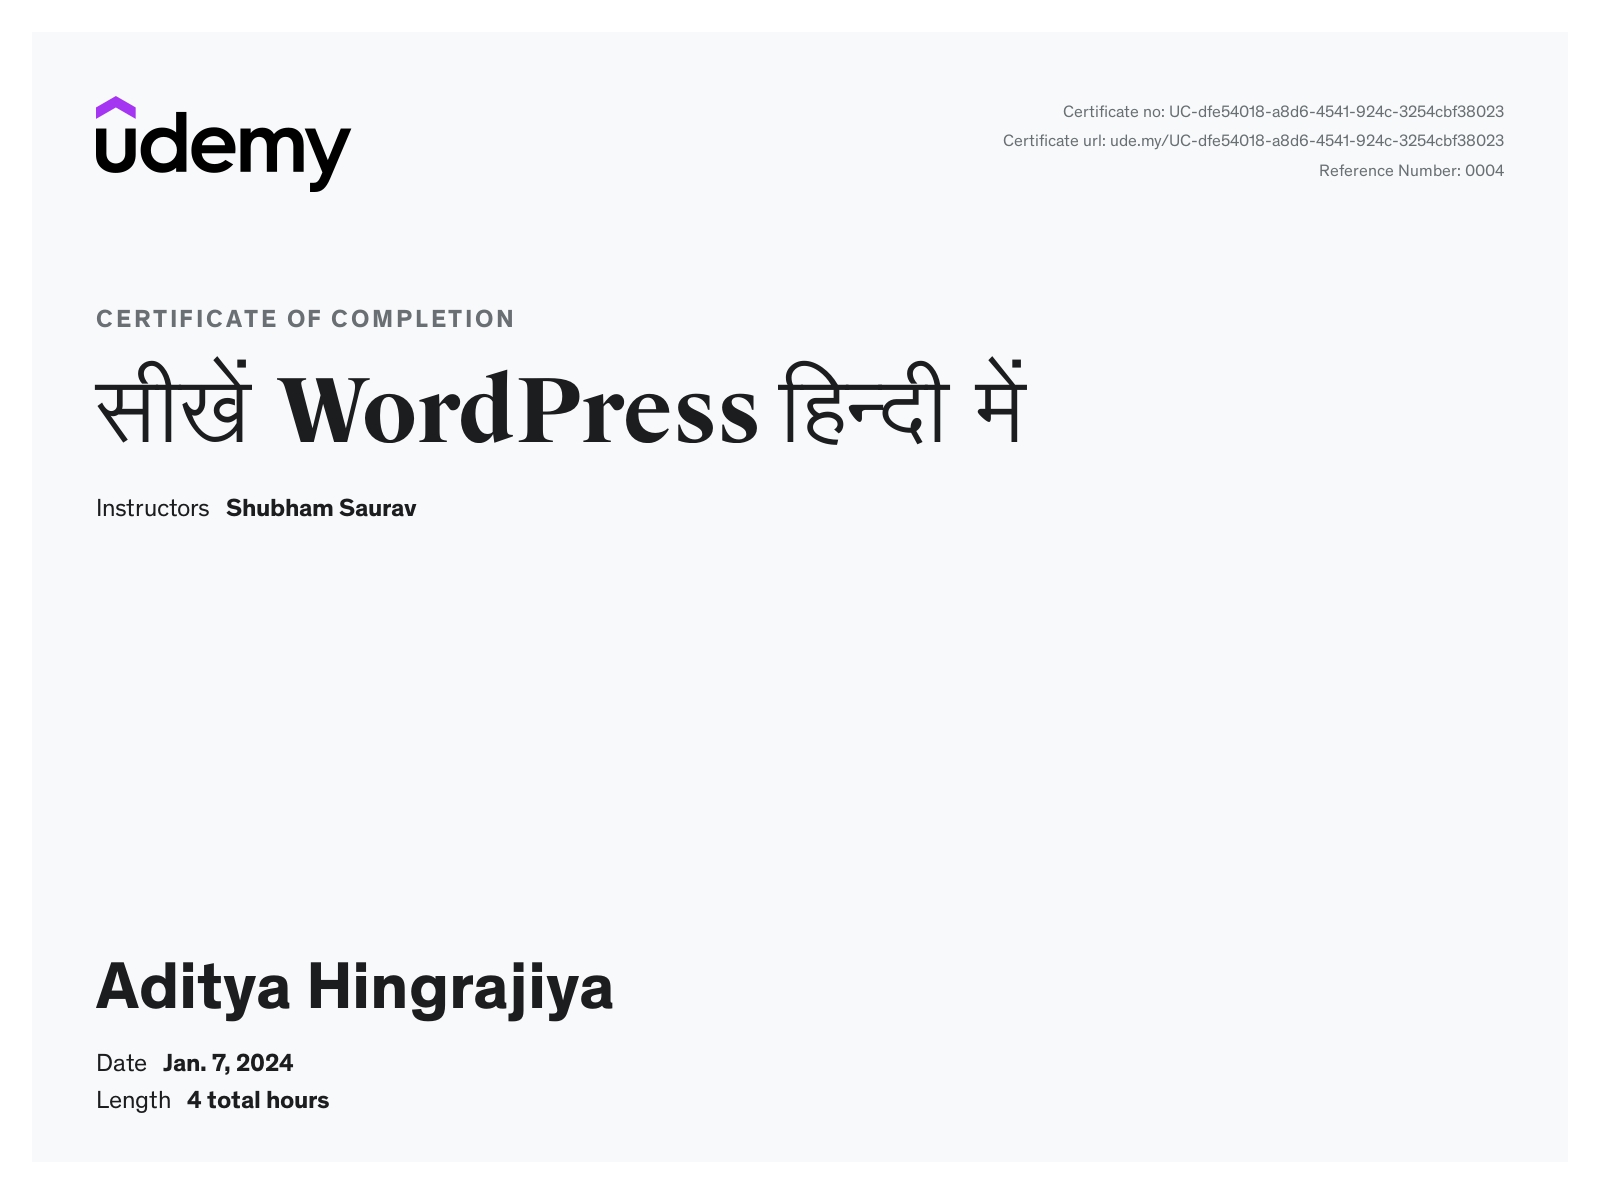 udemy
Certificate no: UC-dfe54018-a8d6-4541-924c-3254cbf38023
Certificate url: ude.my/UC-dfe54018-a8d6-4541-924c-3254cbf38023
Reference Number: 0004
CERTIFICATE OF COMPLETION
सीखें WordPress हिन्दी में
Instructors Shubham Saurav
Aditya Hingrajiya
Date Jan. 7, 2024
Length 4 total hours